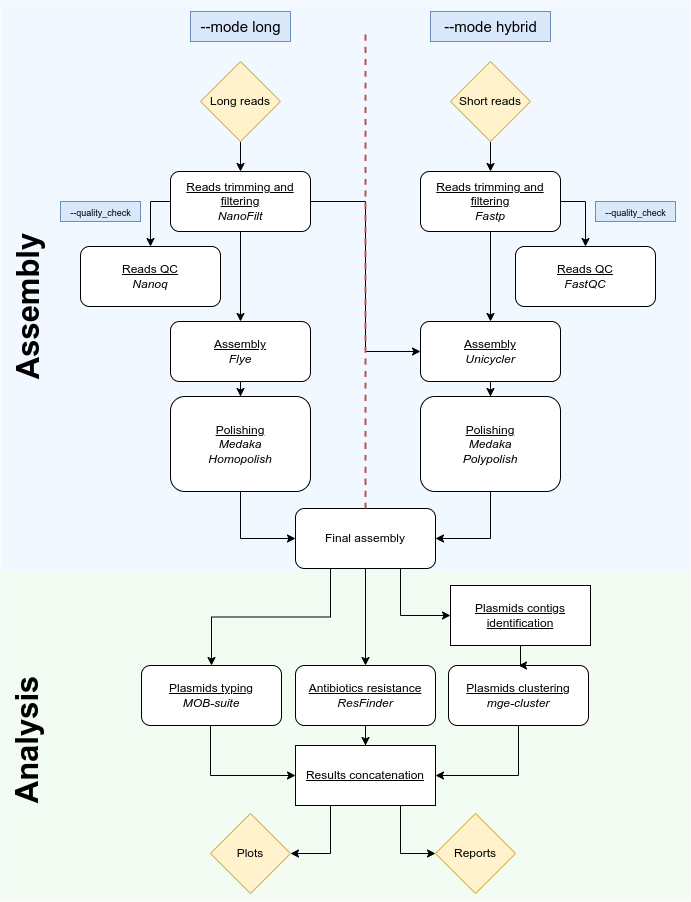 --mode long
--mode hybrid
Long reads
Short reads
Reads trimming and
filtering
NanoFilt
Reads trimming and
filtering
Fastp
--quality_check
--quality_check
Reads QC
Nanoq
Reads QC
FastQC
Assembly
Assembly
Flye
Assembly
Unicycler
Polishing
Medaka
Homopolish
Polishing
Medaka
Polypolish
Final assembly
Analysis
Plasmids contigs
identification
Plasmids typing
MOB-suite
Antibiotics resistance
ResFinder
Plasmids clustering
mge-cluster
Results concatenation
Plots
Reports